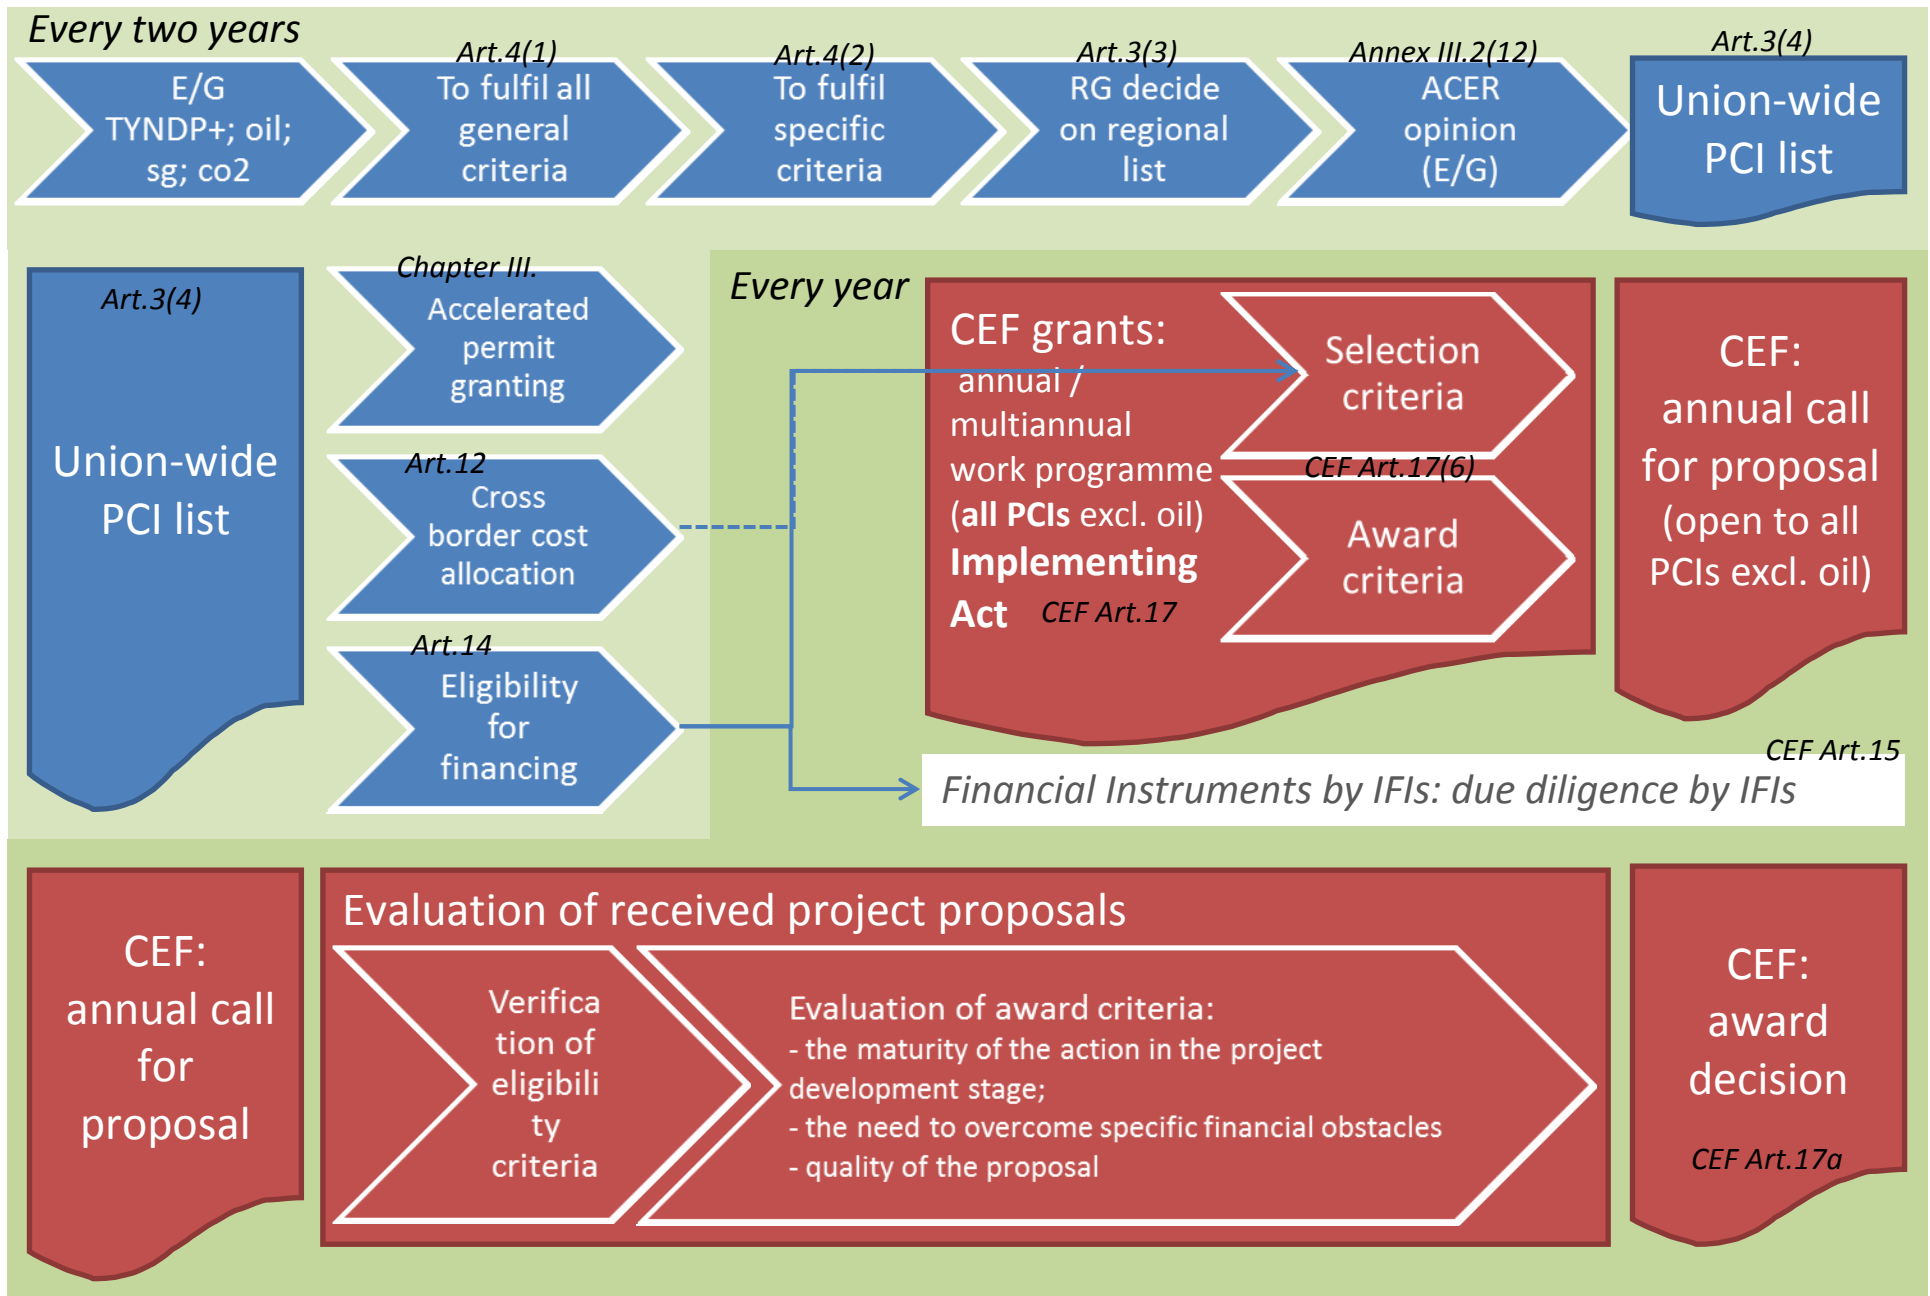 Every two years
E/G
TYNDP+; oil;
sg; co2
Art.4(1)
To fulfil all
general
criteria
Art.4(2)
To fulfil
specific
criteria
Art.3(3)
RG decide
on regional
list
Annex III.2(12)
ACER
opinion
(E/G)
Art.3(4)
Union-wide
PCI list
Art.3(4)
Union-wide
PCI list
Chapter III.
Accelerated
permit
granting
Art.12
Cross
border cost
allocation
Art.14
Eligibility
for
financing
Every year
CEF grants:
annual /
multiannual
work programme
(all PCIs excl. oil)
Implementing
Act CEF Art.17
Selection
criteria
CEF Art.17(6)
Award
criteria
CEF:
annual call
for proposal
(open to all
PCIs excl. oil)
CEF Art.15
Financial Instruments by IFIs: due diligence by IFIs
CEF:
annual call
for
proposal
Evaluation of received project proposals
Verifica
tion of
eligibili
ty
criteria
Evaluation of award criteria:
- the maturity of the action in the project
development stage;
- the need to overcome specific financial obstacles
- quality of the proposal
CEF:
award
decision
CEF Art.17a